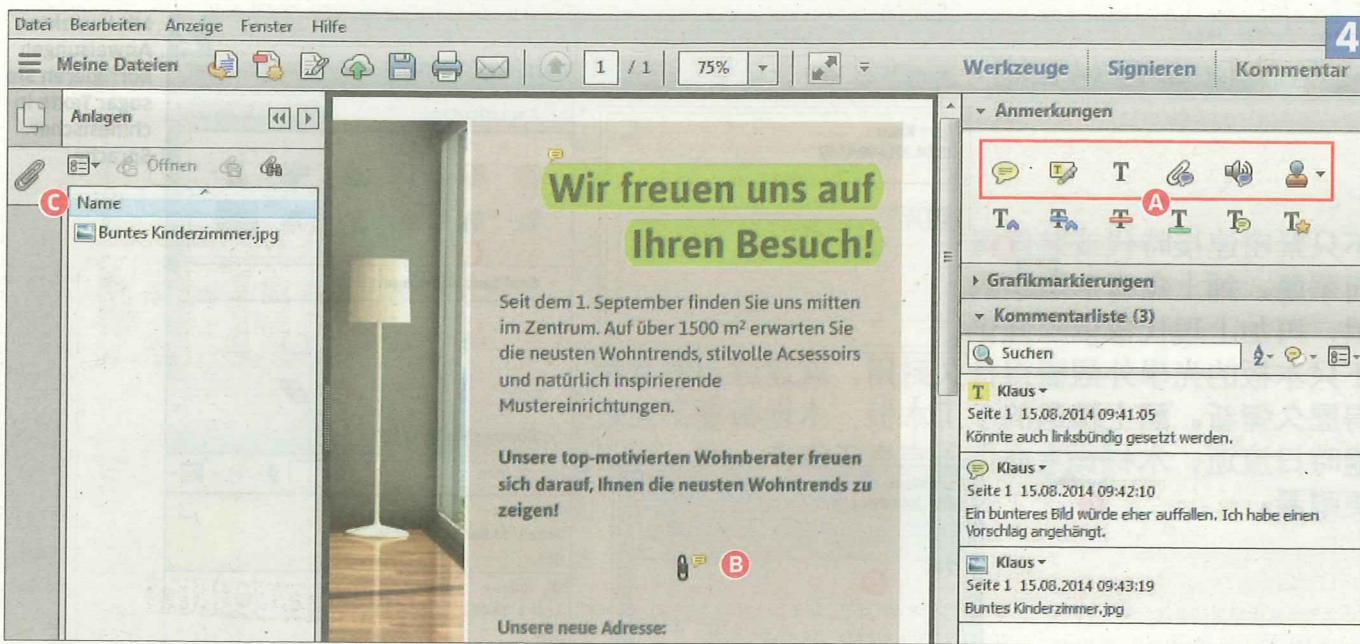 Datei Bearbeiten Anzeige Fenster Hilfe
4
Meine Dateien 1 / 1 75% Werkzeuge Signieren Kommentar
Anlagen
Öffnen
C
Name
Buntes Kinderzimmer.jpg
Wir freuen uns auf
Ihren Besuch!
Seit dem 1. September finden Sie uns mitten
im Zentrum. Auf über 1500 m² erwarten Sie
die neusten Wohntrends, stilvolle Acsessoirs
und natürlich inspirierende
Mustereinrichtungen.
Unsere top-motivierten Wohnberater freuen
sich darauf, Ihnen die neusten Wohntrends zu
zeigen!
B
Unsere neue Adresse:
Anmerkungen
A
Grafikmarkierungen
Kommentarliste (3)
Suchen
Klaus
Seite 1 15.08.2014 09:41:05
Könnte auch linksbündig gesetzt werden.
Klaus
Seite 1 15.08.2014 09:42:10
Ein bunteres Bild würde eher auffallen. Ich habe einen
Vorschlag angehängt.
Klaus
Seite 1 15.08.2014 09:43:19
Buntes Kinderzimmer.jpg